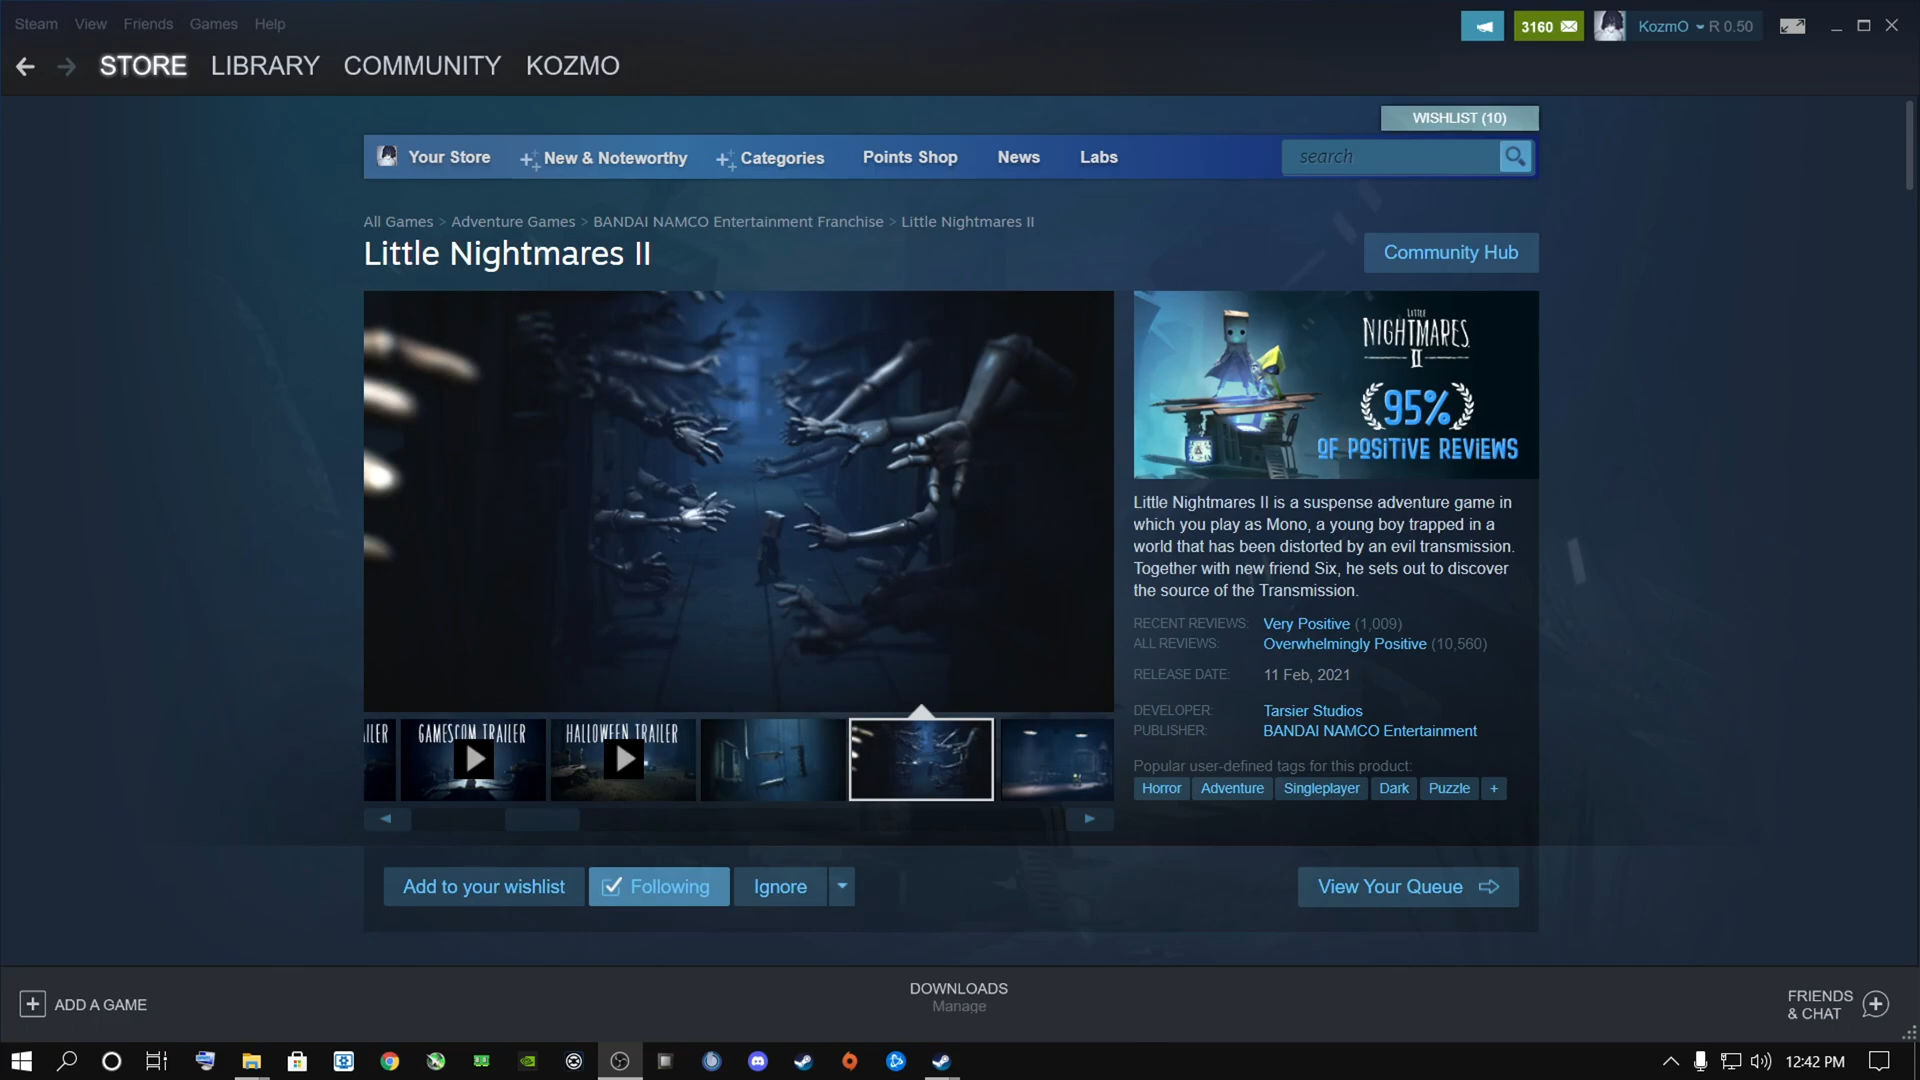 Steam View Friends Games Help
3160 KozmO R 0.50
STORE LIBRARY COMMUNITY KOZMO
WISHLIST (10)
Your Store New & Noteworthy Categories Points Shop News Labs search
All Games > Adventure Games > BANDAI NAMCO Entertainment Franchise > Little Nightmares II
Little Nightmares II
Community Hub
LITTLE
NIGHTMARES
II
95%
OF POSITIVE REVIEWS
Little Nightmares II is a suspense adventure game in
which you play as Mono, a young boy trapped in a
world that has been distorted by an evil transmission.
Together with new friend Six, he sets out to discover
the source of the Transmission.
RECENT REVIEWS: Very Positive (1,009)
ALL REVIEWS: Overwhelmingly Positive (10,560)
RELEASE DATE: 11 Feb, 2021
DEVELOPER: Tarsier Studios
PUBLISHER: BANDAI NAMCO Entertainment
Popular user-defined tags for this product:
Horror Adventure Singleplayer Dark Puzzle +
GAMESCOM TRAILER HALLOWEEN TRAILER
Add to your wishlist Following Ignore View Your Queue
ADD A GAME
DOWNLOADS
Manage
FRIENDS
& CHAT
12:42 PM